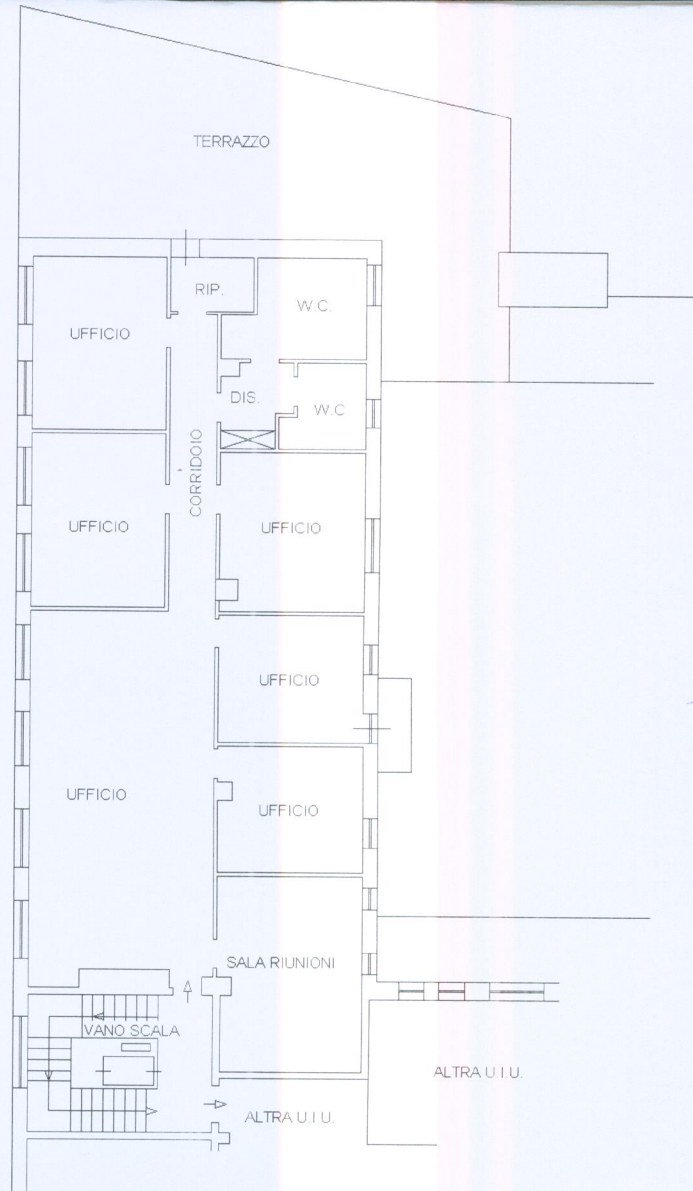 TERRAZZO
RIP.
W.C.
UFFICIO
DIS.
W.C
CORRIDOIO
UFFICIO
UFFICIO
UFFICIO
UFFICIO
UFFICIO
SALA RIUNIONI
VANO SCALA
ALTRA U.I.U.
ALTRA U.I.U.